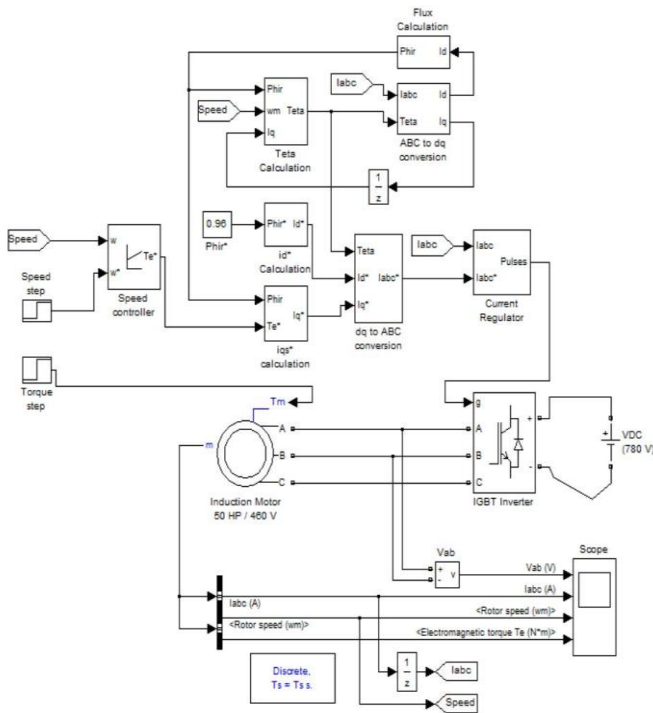 Flux
Calculation
Phir Id
Phir
wm Teta
Iq
Teta
Calculation
Speed
Iabc
Iabc Id
Teta Iq
ABC to dq
conversion
1
z
0.96
Phir*
Phir* Id*
id*
Calculation
Speed
w
Te*
w*
Speed
controller
Speed
step
Phir
Iq*
Te*
iqs*
calculation
Teta
Id* Iabc*
Iq*
dq to ABC
conversion
Iabc
Iabc
Pulses
Iabc*
Current
Regulator
Torque
step
Tm
m
A
B
C
Induction Motor
50 HP / 460 V
g
A +
B
- C
IGBT Inverter
+
VDC
(780 V)
Vab
+
v
-
Scope
Vab (V)
Iabc (A)
Iabc (A)
<Rotor speed (wm)>
<Rotor speed (wm)>
<Electromagnetic torque Te (N*m)>
Discrete,
Ts = Ts s.
1
z
Iabc
Speed